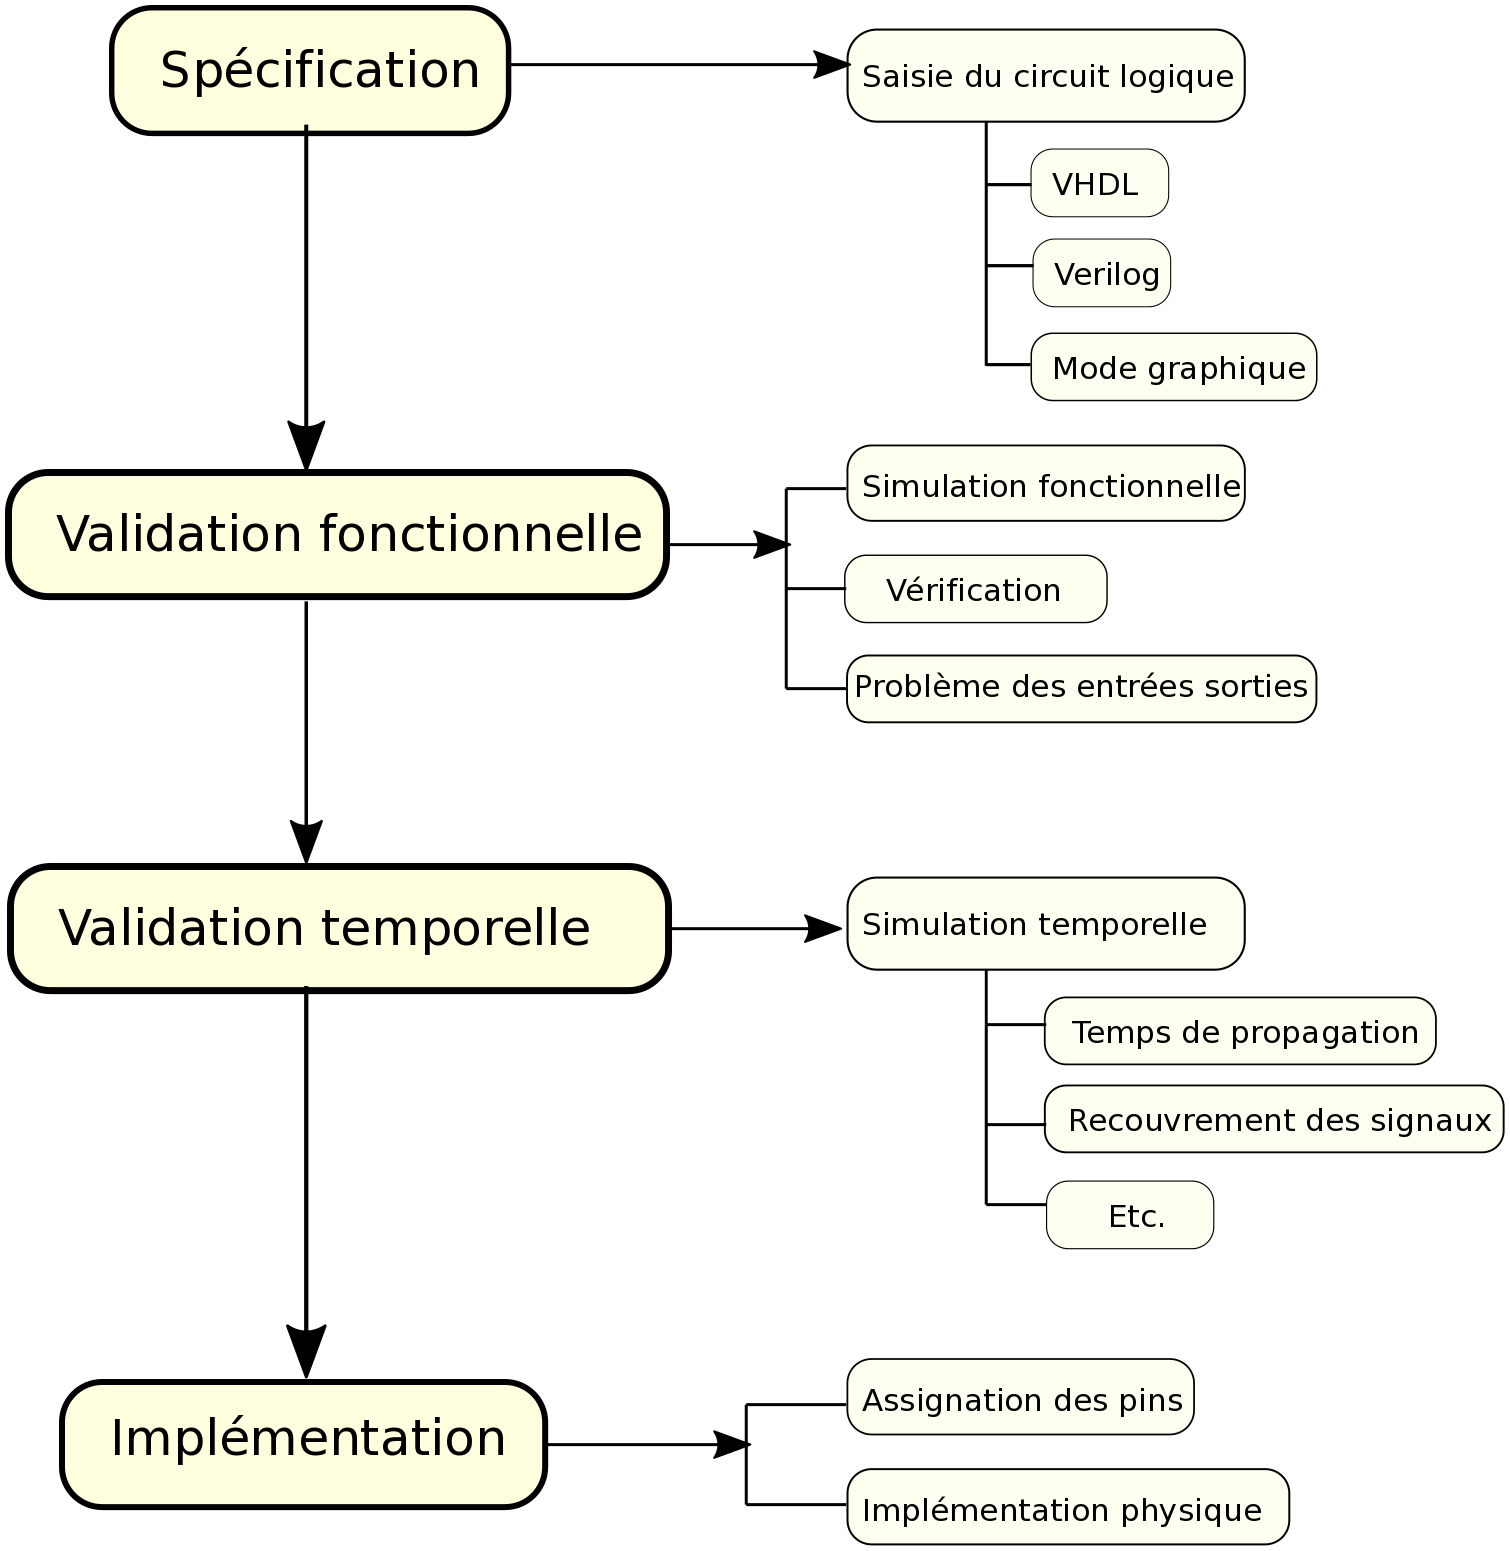 Spécification
Saisie du circuit logique
VHDL
Verilog
Mode graphique
Validation fonctionnelle
Simulation fonctionnelle
Vérification
Problème des entrées sorties
Validation temporelle
Simulation temporelle
Temps de propagation
Recouvrement des signaux
Etc.
Implémentation
Assignation des pins
Implémentation physique